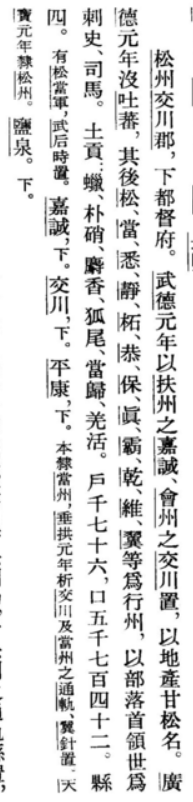 松州交川郡，下都督府。武德元年以扶州之嘉誠、會州之交川置，以地產甘松名。廣
德元年沒吐蕃，其後松、當、悉、靜、柘、恭、保、眞、霸、乾、維、翼等爲行州，以部落首領世爲
刺史、司馬。土貢：蠟、朴硝、麝香、狐尾、當歸、羌活。戶千七十六，口五千七百四十二。縣
四。有松當軍，武后時置。嘉誠，下。交川，下。平康，下。本隸當州，垂拱元年析交川及當州之通軌、翼針置，天
寶元年隸松州。鹽泉。下。